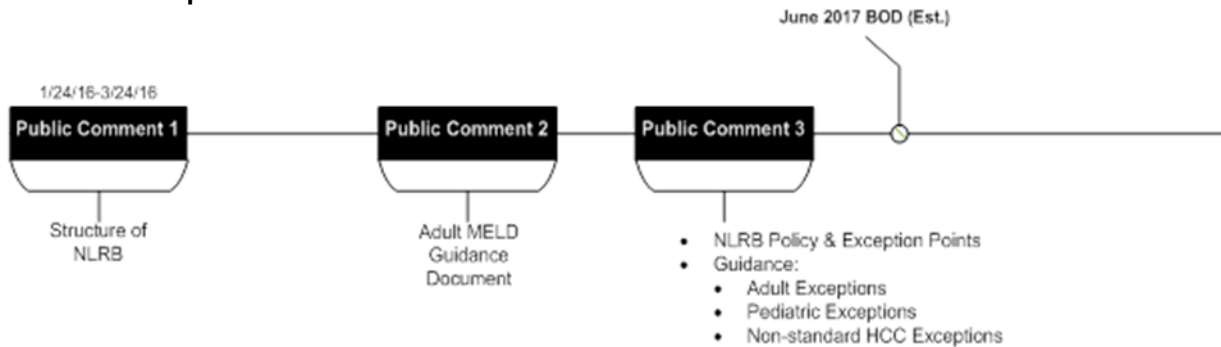 June 2017 BOD (Est.)
1/24/16-3/24/16
Public Comment 1
Public Comment 2
Public Comment 3
Structure of
NLRB
Adult MELD
Guidance
Document
• NLRB Policy & Exception Points
• Guidance:
• Adult Exceptions
• Pediatric Exceptions
• Non-standard HCC Exceptions